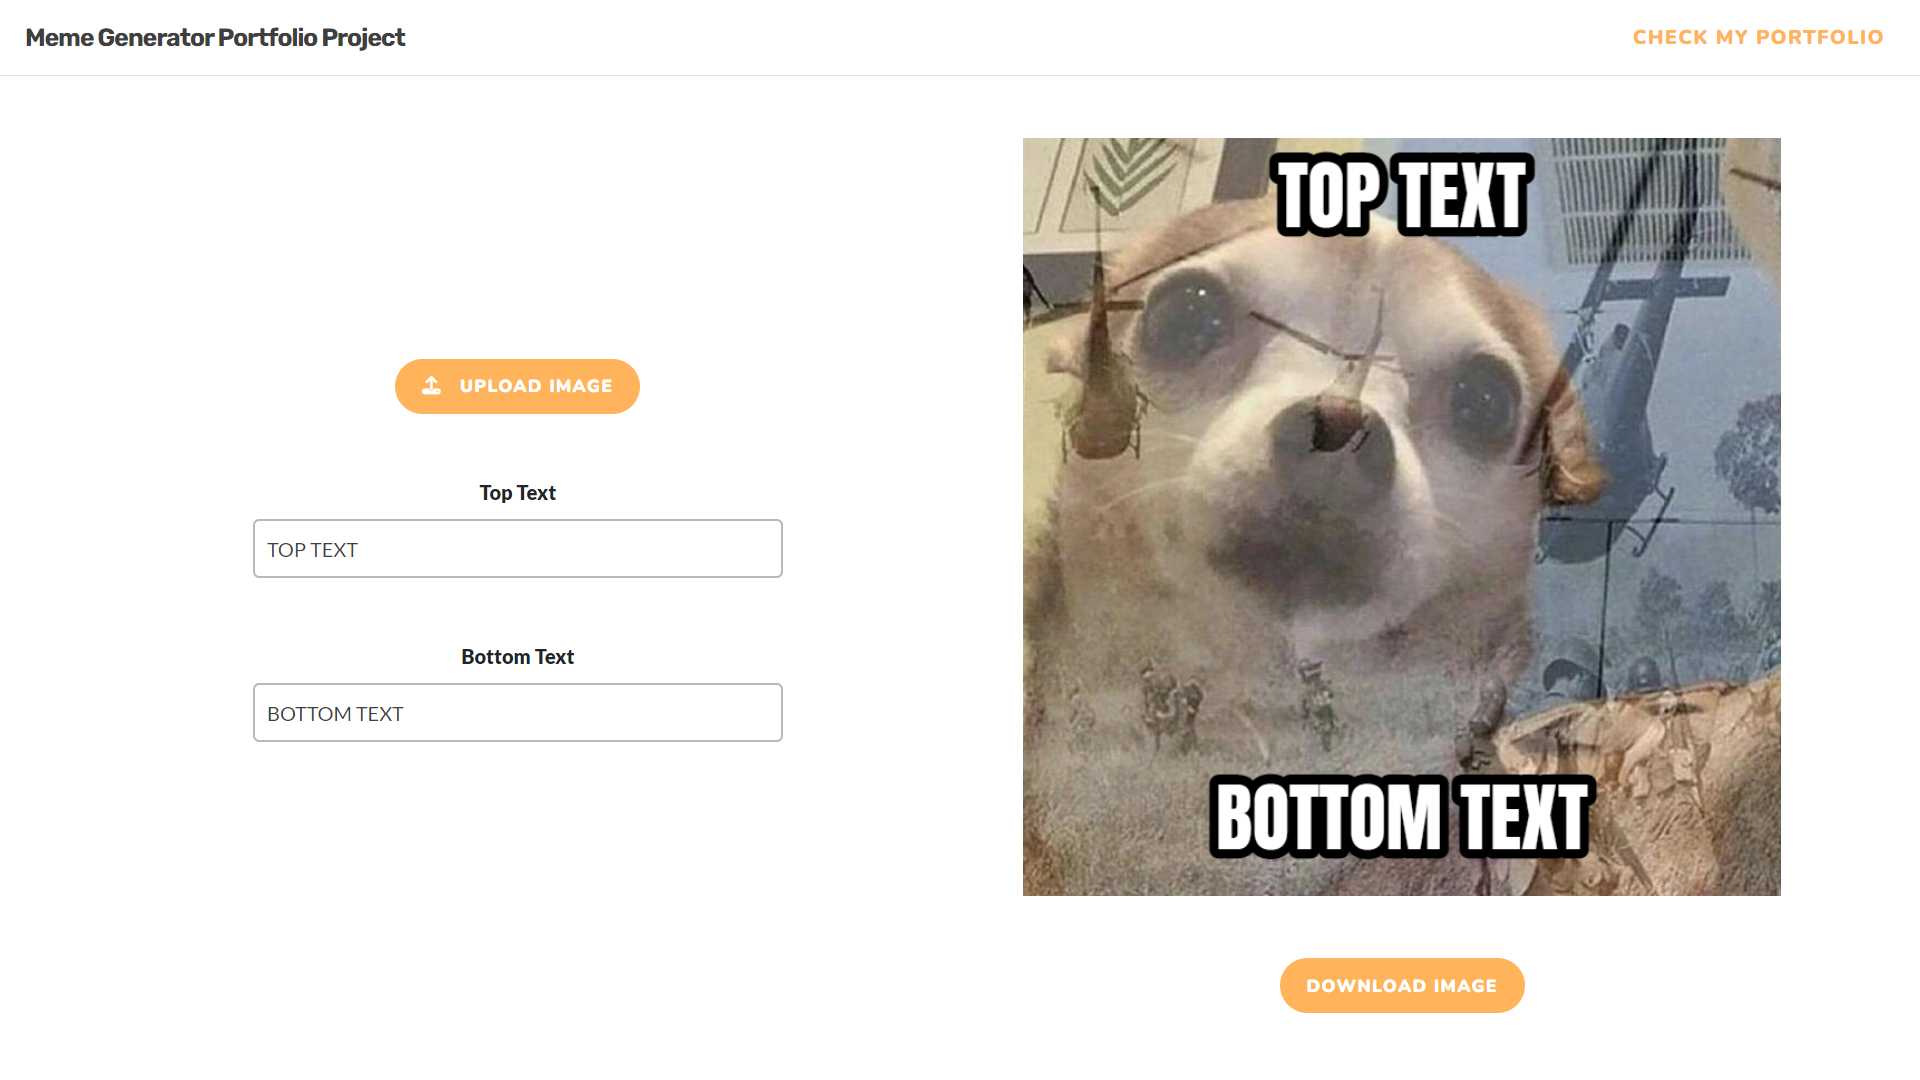 Meme Generator Portfolio Project
CHECK MY PORTFOLIO
UPLOAD IMAGE
Top Text
TOP TEXT
Bottom Text
BOTTOM TEXT
TOP TEXT
BOTTOM TEXT
DOWNLOAD IMAGE